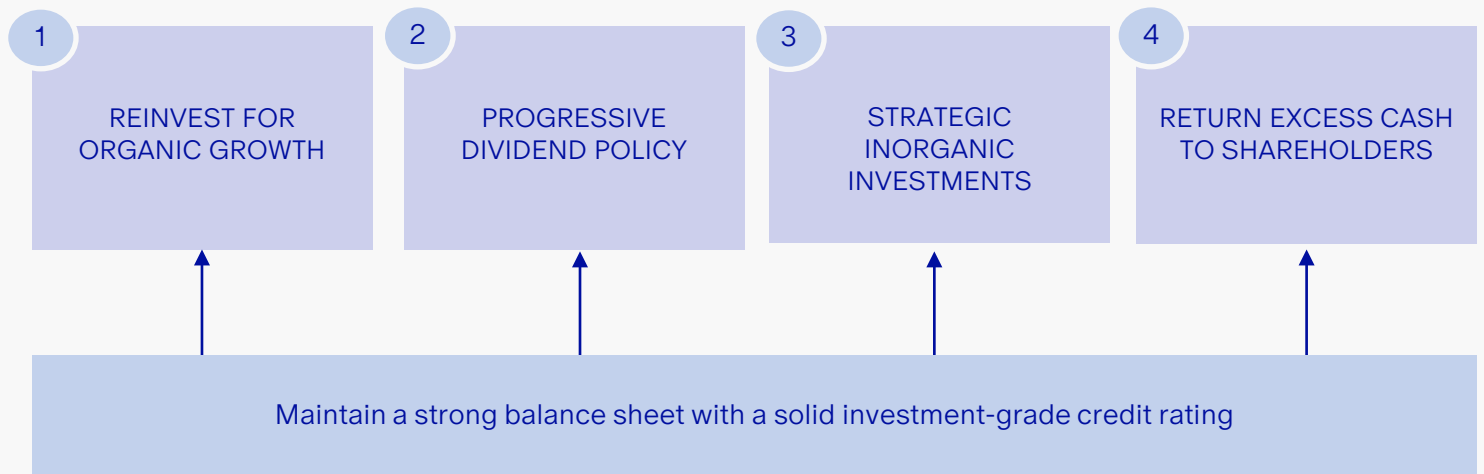 1
REINVEST FOR
ORGANIC GROWTH
2
PROGRESSIVE
DIVIDEND POLICY
3
STRATEGIC
INORGANIC
INVESTMENTS
4
RETURN EXCESS CASH
TO SHAREHOLDERS
Maintain a strong balance sheet with a solid investment-grade credit rating